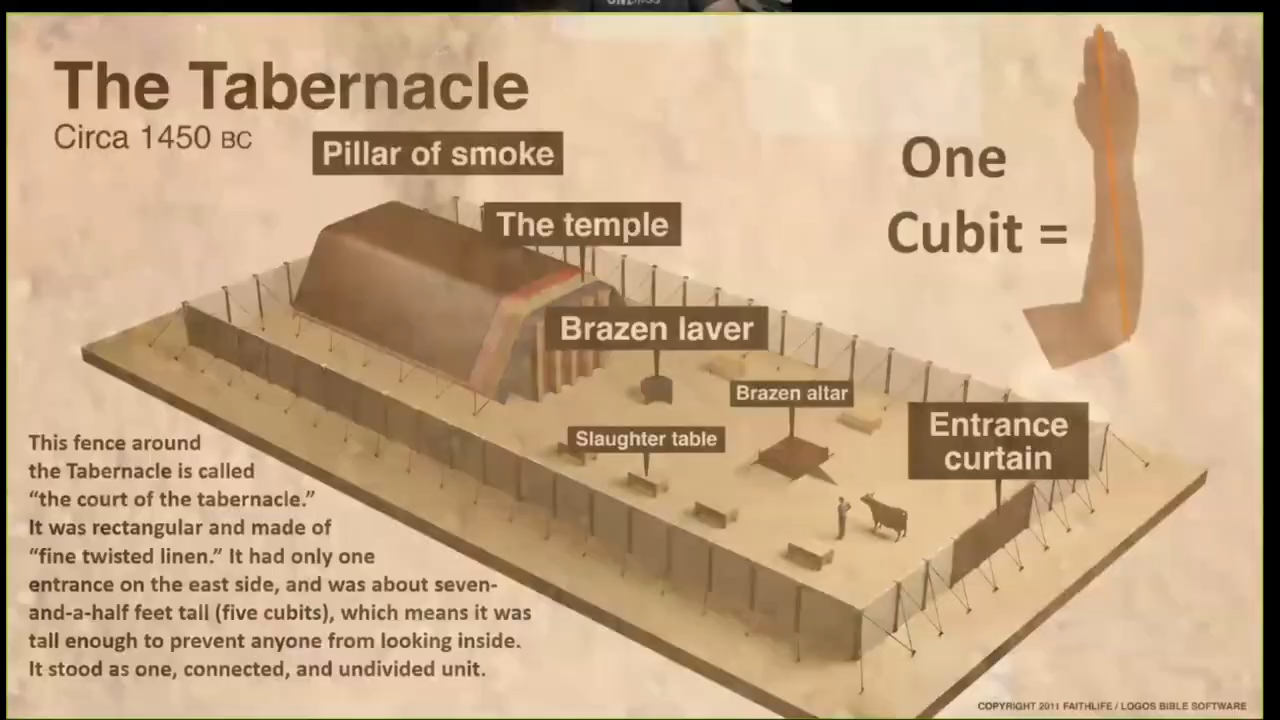 The Tabernacle
Circa 1450 BC
Pillar of smoke
The temple
One
Cubit =
Brazen laver
Brazen altar
Slaughter table
Entrance
curtain
This fence around
the Tabernacle is called
“the court of the tabernacle.”
It was rectangular and made of
“fine twisted linen.” It had only one
entrance on the east side, and was about seven-
and-a-half feet tall (five cubits), which means it was
tall enough to prevent anyone from looking inside.
It stood as one, connected, and undivided unit.
COPYRIGHT 2011 FAITHLIFE / LOGOS BIBLE SOFTWARE